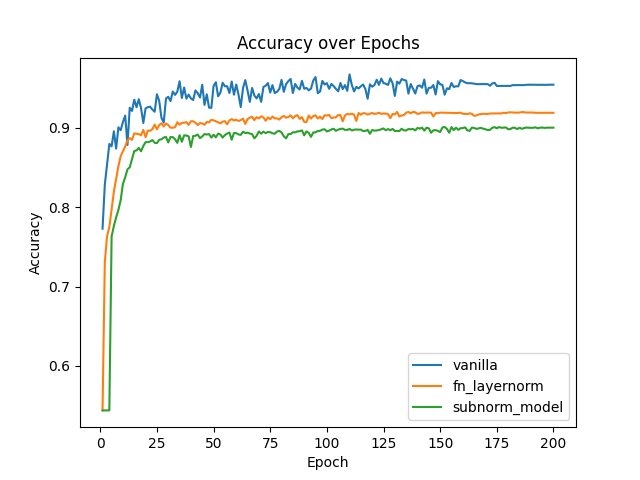 Accuracy over Epochs
Accuracy
0.9
0.8
0.7
0.6
0
25
50
75
100
125
150
175
200
Epoch
vanilla
fn_layernorm
subnorm_model